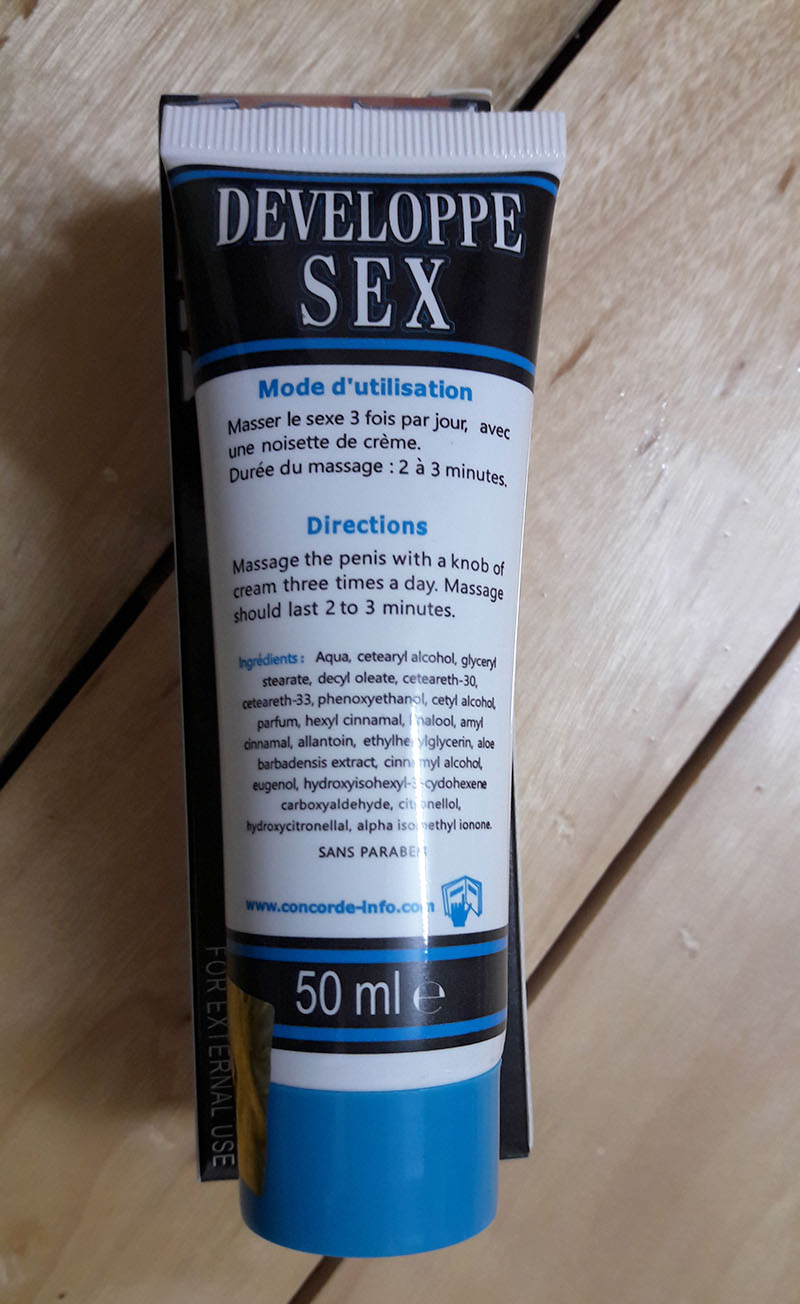 DEVELOPPE
SEX
Mode d'utilisation
Masser le sexe 3 fois par jour, avec
une noisette de crème.
Durée du massage : 2 à 3 minutes.
Directions
Massage the penis with a knob of
cream three times a day. Massage
should last 2 to 3 minutes.
Ingrédients : Aqua, cetearyl alcohol, glyceryl
stearate, decyl oleate, ceteareth-30,
ceteareth-33, phenoxyethanol, cetyl alcohol,
parfum, hexyl cinnamal, linalool, amyl
cinnamal, allantoin, ethylhexylglycerin, aloe
barbadensis extract, cinnamyl alcohol,
eugenol, hydroxyisohexyl-3-cydohexene
carboxyaldehyde, citronellol,
hydroxycitronellal, alpha isomethyl ionone.
SANS PARABEN
www.concorde-info.com
50 ml e
FOR EXTERNAL USE